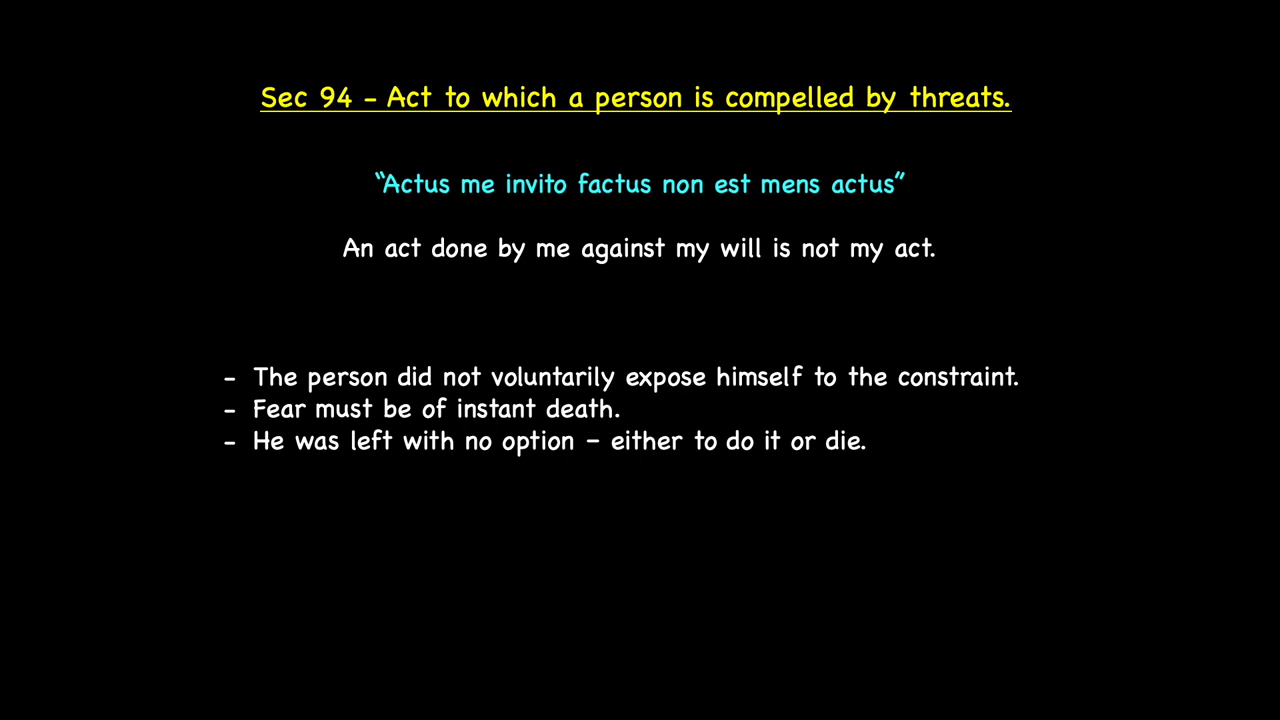 Sec 94 - Act to which a person is compelled by threats.
“Actus me invito factus non est mens actus”
An act done by me against my will is not my act.
- The person did not voluntarily expose himself to the constraint.
- Fear must be of instant death.
- He was left with no option – either to do it or die.